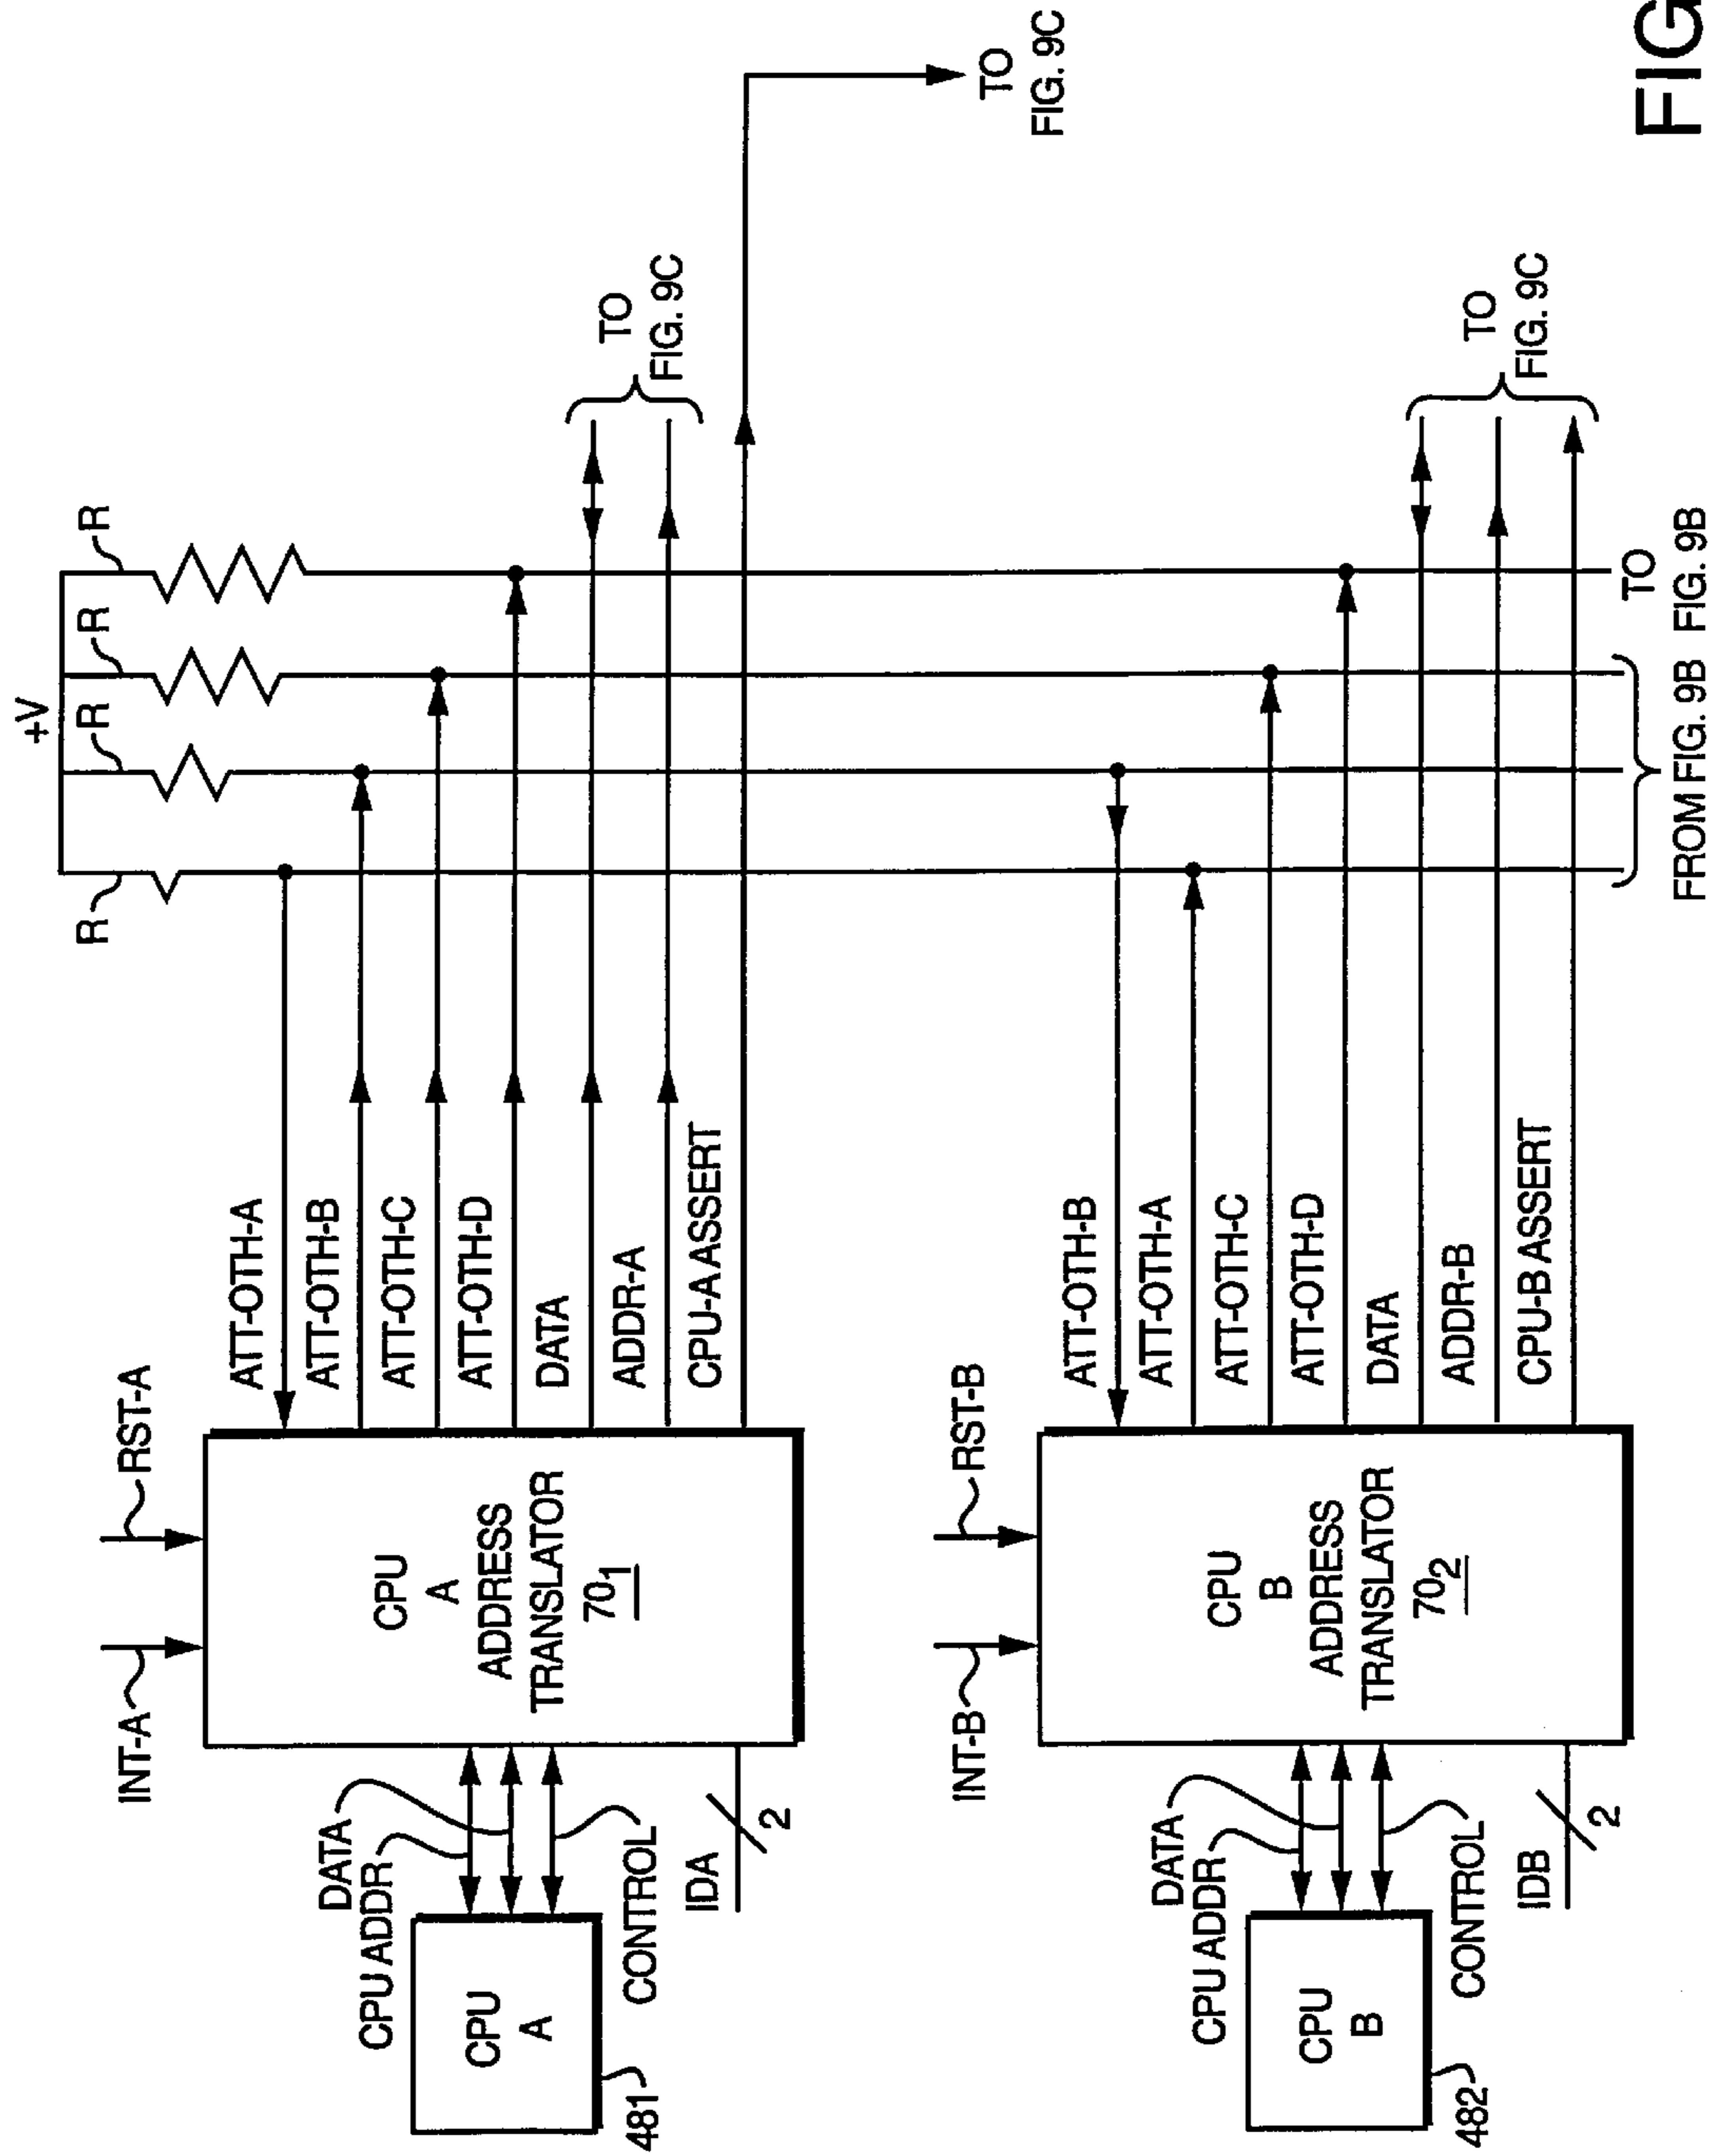 +V
R
R
R
R
INT-A
RST-A
DATA
CPU ADDR
CPU
A
481
CONTROL
IDA
2
CPU
A
ADDRESS
TRANSLATOR
70₁
ATT-OTH-A
ATT-OTH-B
ATT-OTH-C
ATT-OTH-D
DATA
ADDR-A
CPU-A ASSERT
TO
FIG. 9C
TO
FIG. 9C
INT-B
RST-B
DATA
CPU ADDR
CPU
B
482
CONTROL
IDB
2
CPU
B
ADDRESS
TRANSLATOR
70₂
ATT-OTH-B
ATT-OTH-A
ATT-OTH-C
ATT-OTH-D
DATA
ADDR-B
CPU-B ASSERT
TO
FIG. 9C
FROM FIG. 9B
TO
FIG. 9B
FIG